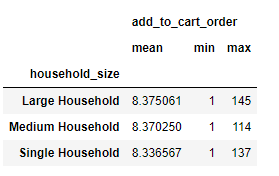 add_to_cart_order
mean min max
household_size
Large Household 8.375061 1 145
Medium Household 8.370250 1 114
Single Household 8.336567 1 137